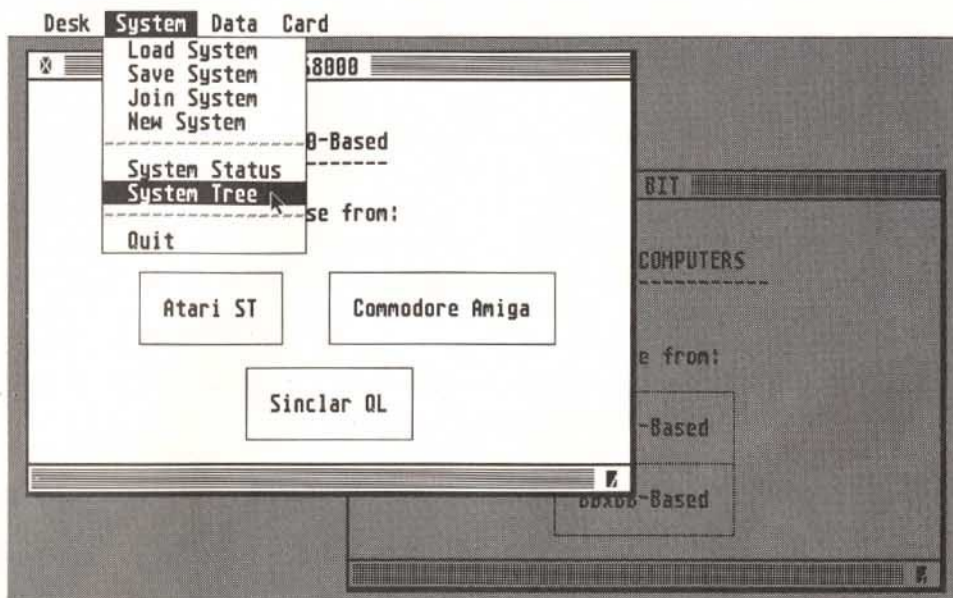 Desk System Data Card
Load System
Save System
Join System
New System
System Status
System Tree
Quit
68000
0-Based
se from:
Atari ST
Commodore Amiga
Sinclar QL
BIT
COMPUTERS
e from:
-Based
-Based